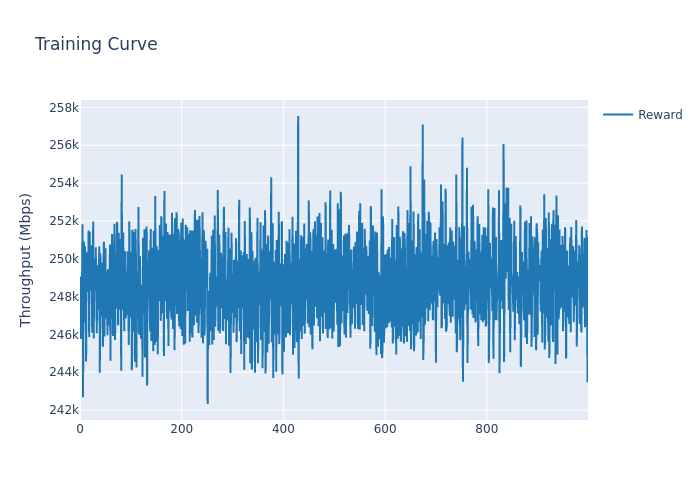 Training Curve
Reward
Throughput (Mbps)
258k
256k
254k
252k
250k
248k
246k
244k
242k
0
200
400
600
800